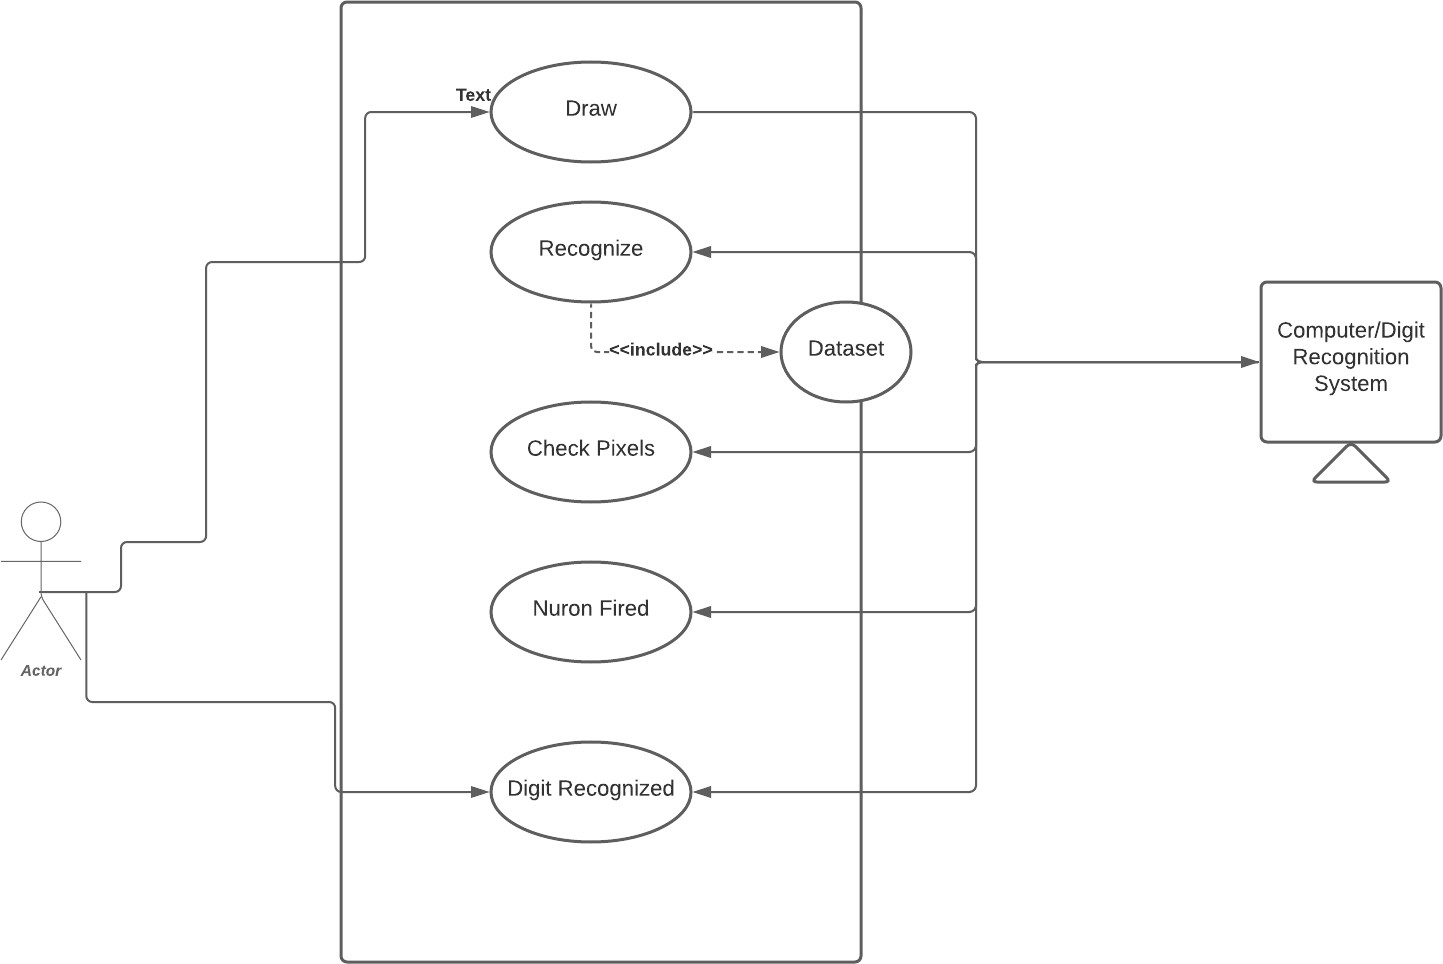 Text
Draw
Recognize
<<include>>
Dataset
Computer/Digit
Recognition
System
Check Pixels
Nuron Fired
Actor
Digit Recognized